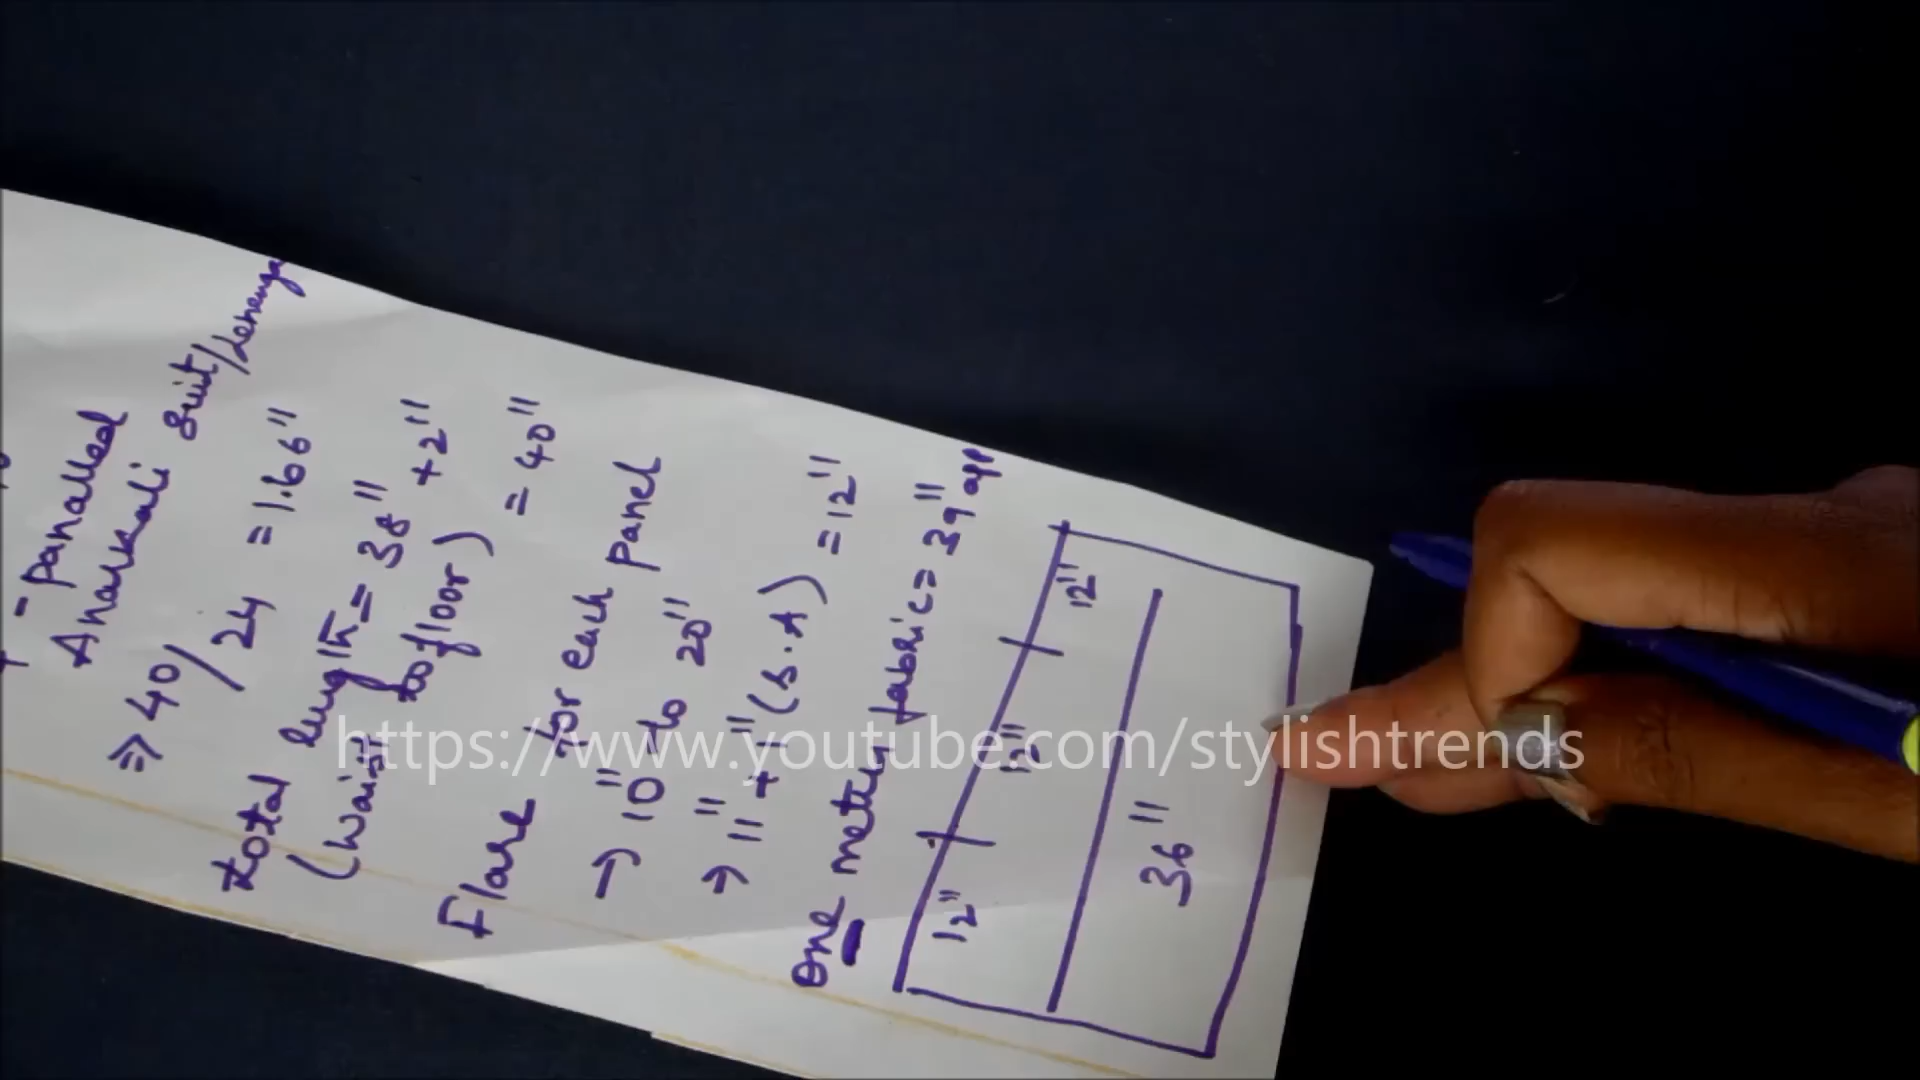 - panalled
Anarkali suit/Lehenga
⇒ 40/24 = 1.66"
total length = 38" +2"
(waist to floor) = 40"
Flare for each panel
→ 10" to 20"
→ 11" + 1" (S.A) = 12"
One meter fabric = 39" app
12" 12" 12"
36"
https://www.youtube.com/stylishtrends